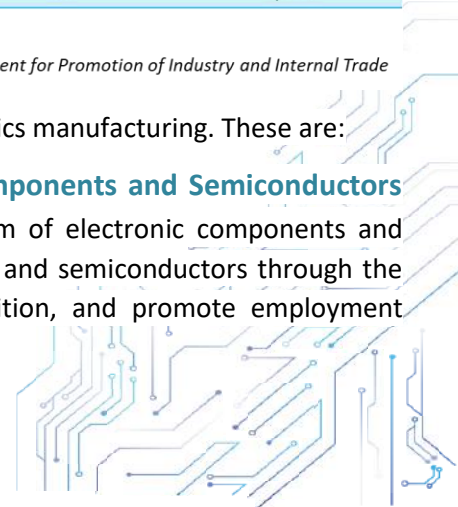 ent for Promotion of Industry and Internal Trade
ics manufacturing. These are:
mponents and Semiconductors
m of electronic components and
and semiconductors through the
ition, and promote employment